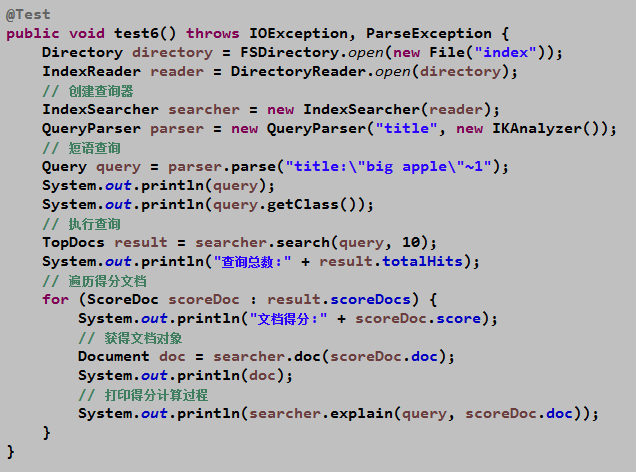 @Test
public void test6() throws IOException, ParseException {
    Directory directory = FSDirectory.open(new File("index"));
    IndexReader reader = DirectoryReader.open(directory);
    // 创建查询器
    IndexSearcher searcher = new IndexSearcher(reader);
    QueryParser parser = new QueryParser("title", new IKAnalyzer());
    // 短语查询
    Query query = parser.parse("title:\"big apple\"~1");
    System.out.println(query);
    System.out.println(query.getClass());
    // 执行查询
    TopDocs result = searcher.search(query, 10);
    System.out.println("查询总数:" + result.totalHits);
    // 遍历得分文档
    for (ScoreDoc scoreDoc : result.scoreDocs) {
        System.out.println("文档得分:" + scoreDoc.score);
        // 获得文档对象
        Document doc = searcher.doc(scoreDoc.doc);
        System.out.println(doc);
        // 打印得分计算过程
        System.out.println(searcher.explain(query, scoreDoc.doc));
    }
}